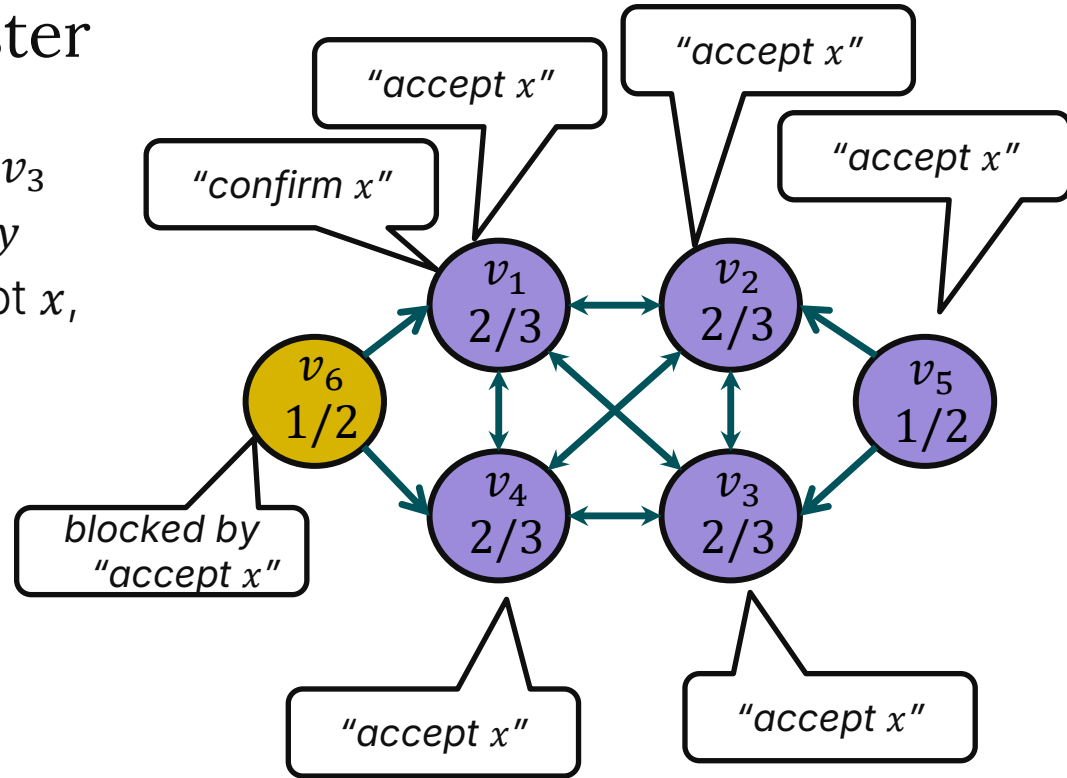 ster
v₃
y
ot x,
“accept x”
“accept x”
“accept x”
“confirm x”
v₁
2/3
v₂
2/3
v₆
1/2
v₅
1/2
v₄
2/3
v₃
2/3
blocked by
“accept x”
“accept x”
“accept x”